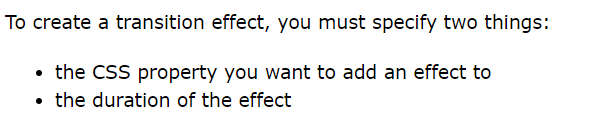 To create a transition effect, you must specify two things:
• the CSS property you want to add an effect to
• the duration of the effect